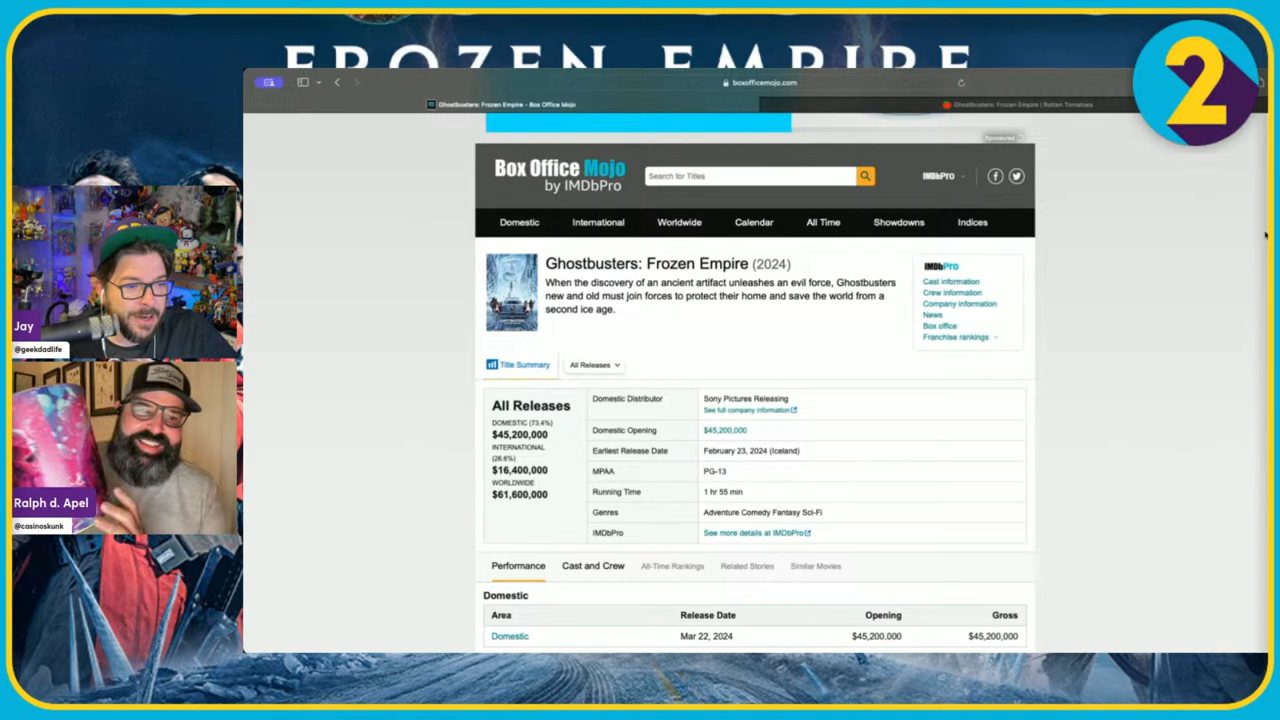 FROZEN EMPIRE
2
boxofficemojo.com
Ghostbusters: Frozen Empire - Box Office Mojo
Ghostbusters: Frozen Empire | Rotten Tomatoes
Sponsored
Box Office Mojo
by IMDbPro
Search for Titles
IMDbPro
Domestic International Worldwide Calendar All Time Showdowns Indices
Ghostbusters: Frozen Empire (2024)
When the discovery of an ancient artifact unleashes an evil force, Ghostbusters
new and old must join forces to protect their home and save the world from a
second ice age.
IMDbPro
Cast information
Crew information
Company information
News
Box office
Franchise rankings
Jay
@geekdadlife
Title Summary
All Releases
All Releases
DOMESTIC (73.4%)
$45,200,000
INTERNATIONAL
(26.6%)
$16,400,000
WORLDWIDE
$61,600,000
Domestic Distributor Sony Pictures Releasing
See full company information
Domestic Opening $45,200,000
Earliest Release Date February 23, 2024 (Iceland)
MPAA PG-13
Running Time 1 hr 55 min
Genres Adventure Comedy Fantasy Sci-Fi
IMDbPro See more details at IMDbPro
Ralph d. Apel
@casinoskunk
Performance Cast and Crew All-Time Rankings Related Stories Similar Movies
Domestic
Area Release Date Opening Gross
Domestic Mar 22, 2024 $45,200,000 $45,200,000